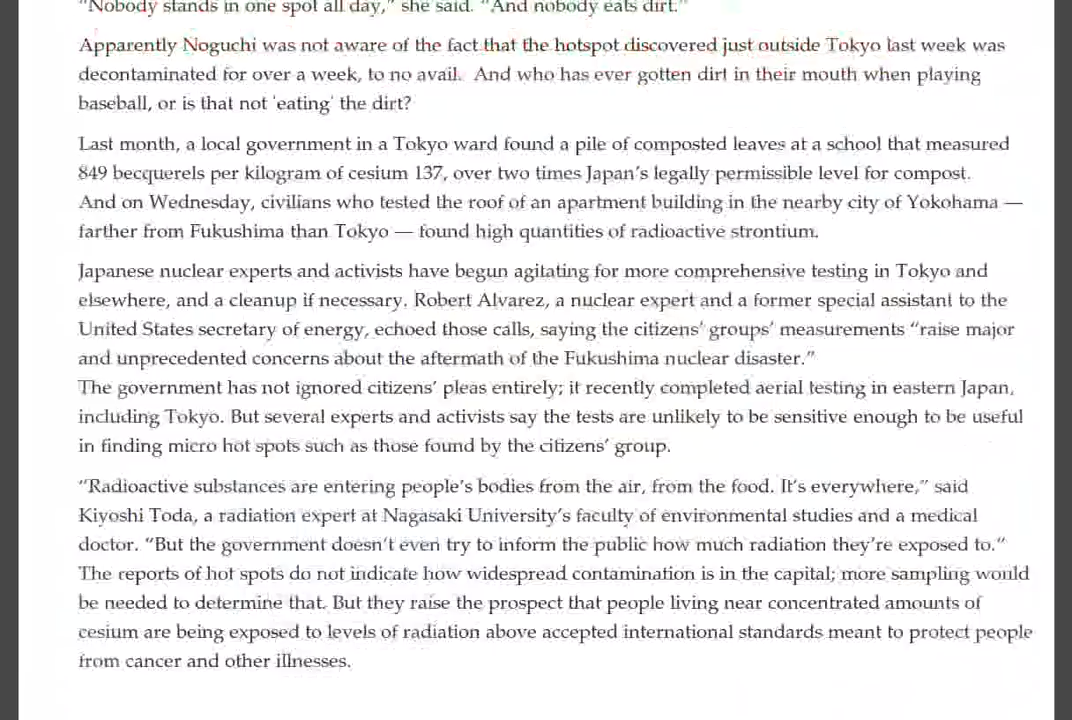 "Nobody stands in one spot all day," she said. "And nobody eats dirt."
Apparently Noguchi was not aware of the fact that the hotspot discovered just outside Tokyo last week was
decontaminated for over a week, to no avail. And who has ever gotten dirt in their mouth when playing
baseball, or is that not 'eating' the dirt?
Last month, a local government in a Tokyo ward found a pile of composted leaves at a school that measured
849 becquerels per kilogram of cesium 137, over two times Japan's legally permissible level for compost.
And on Wednesday, civilians who tested the roof of an apartment building in the nearby city of Yokohama —
farther from Fukushima than Tokyo — found high quantities of radioactive strontium.
Japanese nuclear experts and activists have begun agitating for more comprehensive testing in Tokyo and
elsewhere, and a cleanup if necessary. Robert Alvarez, a nuclear expert and a former special assistant to the
United States secretary of energy, echoed those calls, saying the citizens' groups' measurements "raise major
and unprecedented concerns about the aftermath of the Fukushima nuclear disaster."
The government has not ignored citizens' pleas entirely; it recently completed aerial testing in eastern Japan,
including Tokyo. But several experts and activists say the tests are unlikely to be sensitive enough to be useful
in finding micro hot spots such as those found by the citizens' group.
"Radioactive substances are entering people's bodies from the air, from the food. It's everywhere," said
Kiyoshi Toda, a radiation expert at Nagasaki University's faculty of environmental studies and a medical
doctor. "But the government doesn't even try to inform the public how much radiation they're exposed to."
The reports of hot spots do not indicate how widespread contamination is in the capital; more sampling would
be needed to determine that. But they raise the prospect that people living near concentrated amounts of
cesium are being exposed to levels of radiation above accepted international standards meant to protect people
from cancer and other illnesses.